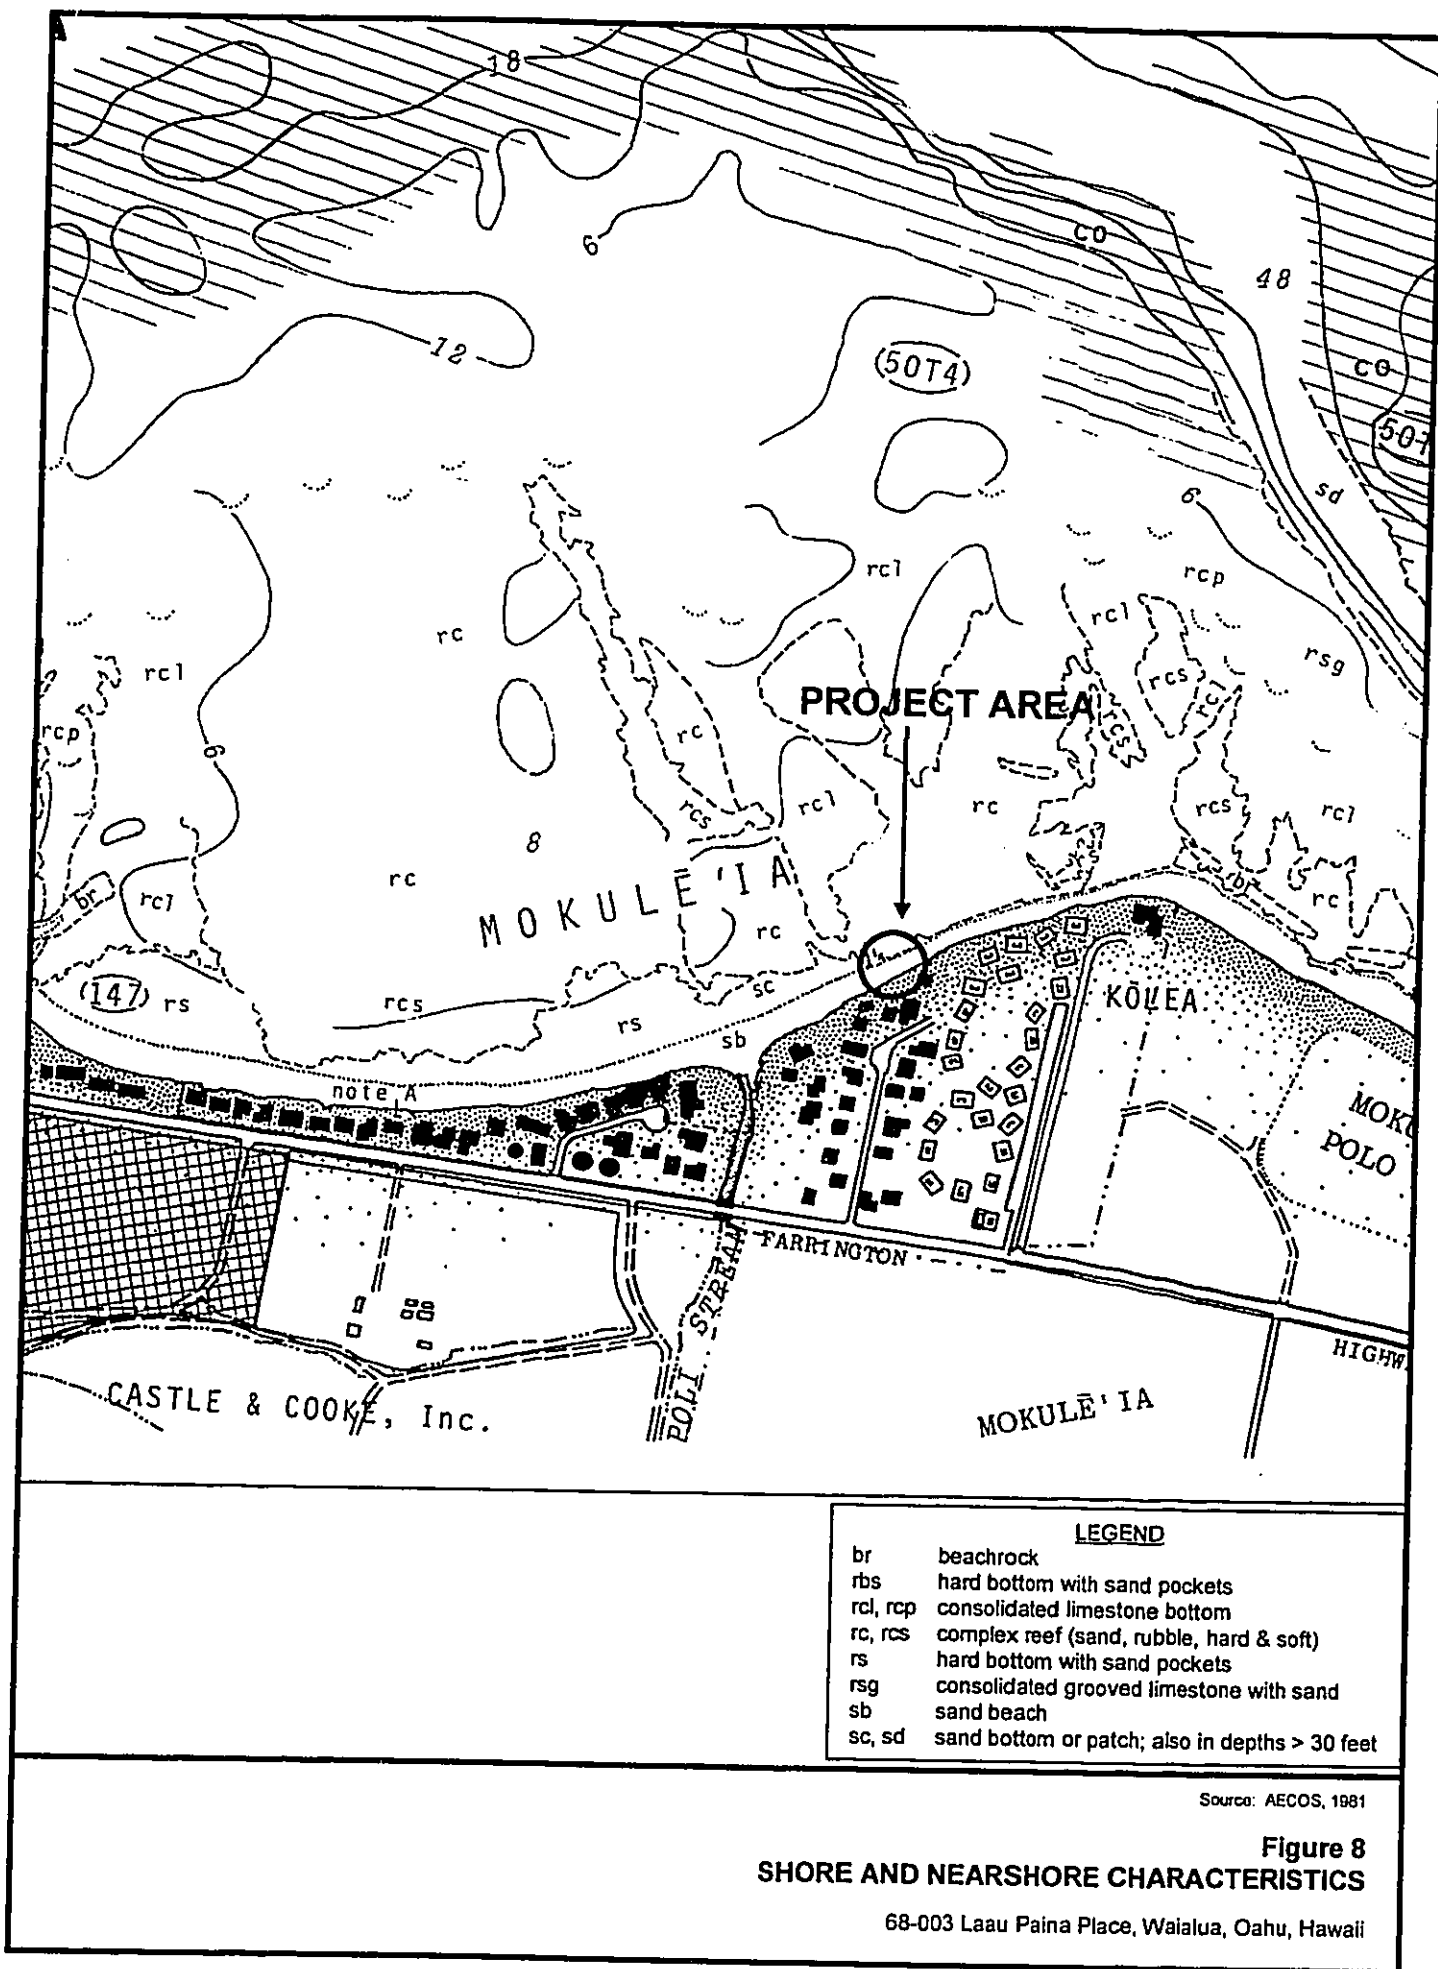 18
6
CO
48
12
(50T4)
CO
sd
6
rcl
rcp
rc
rcl
rsg
rcl
rcs
rcl
PROJECT AREA
rcs
rcp
rc
6
rcs
rcl
rc
rcs
rcl
8
rc
MOKULĒ'IA
br
br
rcl
rc
rc
sc
(147)
rs
rcs
rs
KŌLEA
sb
note A
MOKU
POLO
FARRINGTON
POLI STREAM
HIGHW
CASTLE & COOKE, Inc.
MOKULĒ'IA
LEGEND
br beachrock
rbs hard bottom with sand pockets
rcl, rcp consolidated limestone bottom
rc, rcs complex reef (sand, rubble, hard & soft)
rs hard bottom with sand pockets
rsg consolidated grooved limestone with sand
sb sand beach
sc, sd sand bottom or patch; also in depths > 30 feet
Source: AECOS, 1981
Figure 8
SHORE AND NEARSHORE CHARACTERISTICS
68-003 Laau Paina Place, Waialua, Oahu, Hawaii